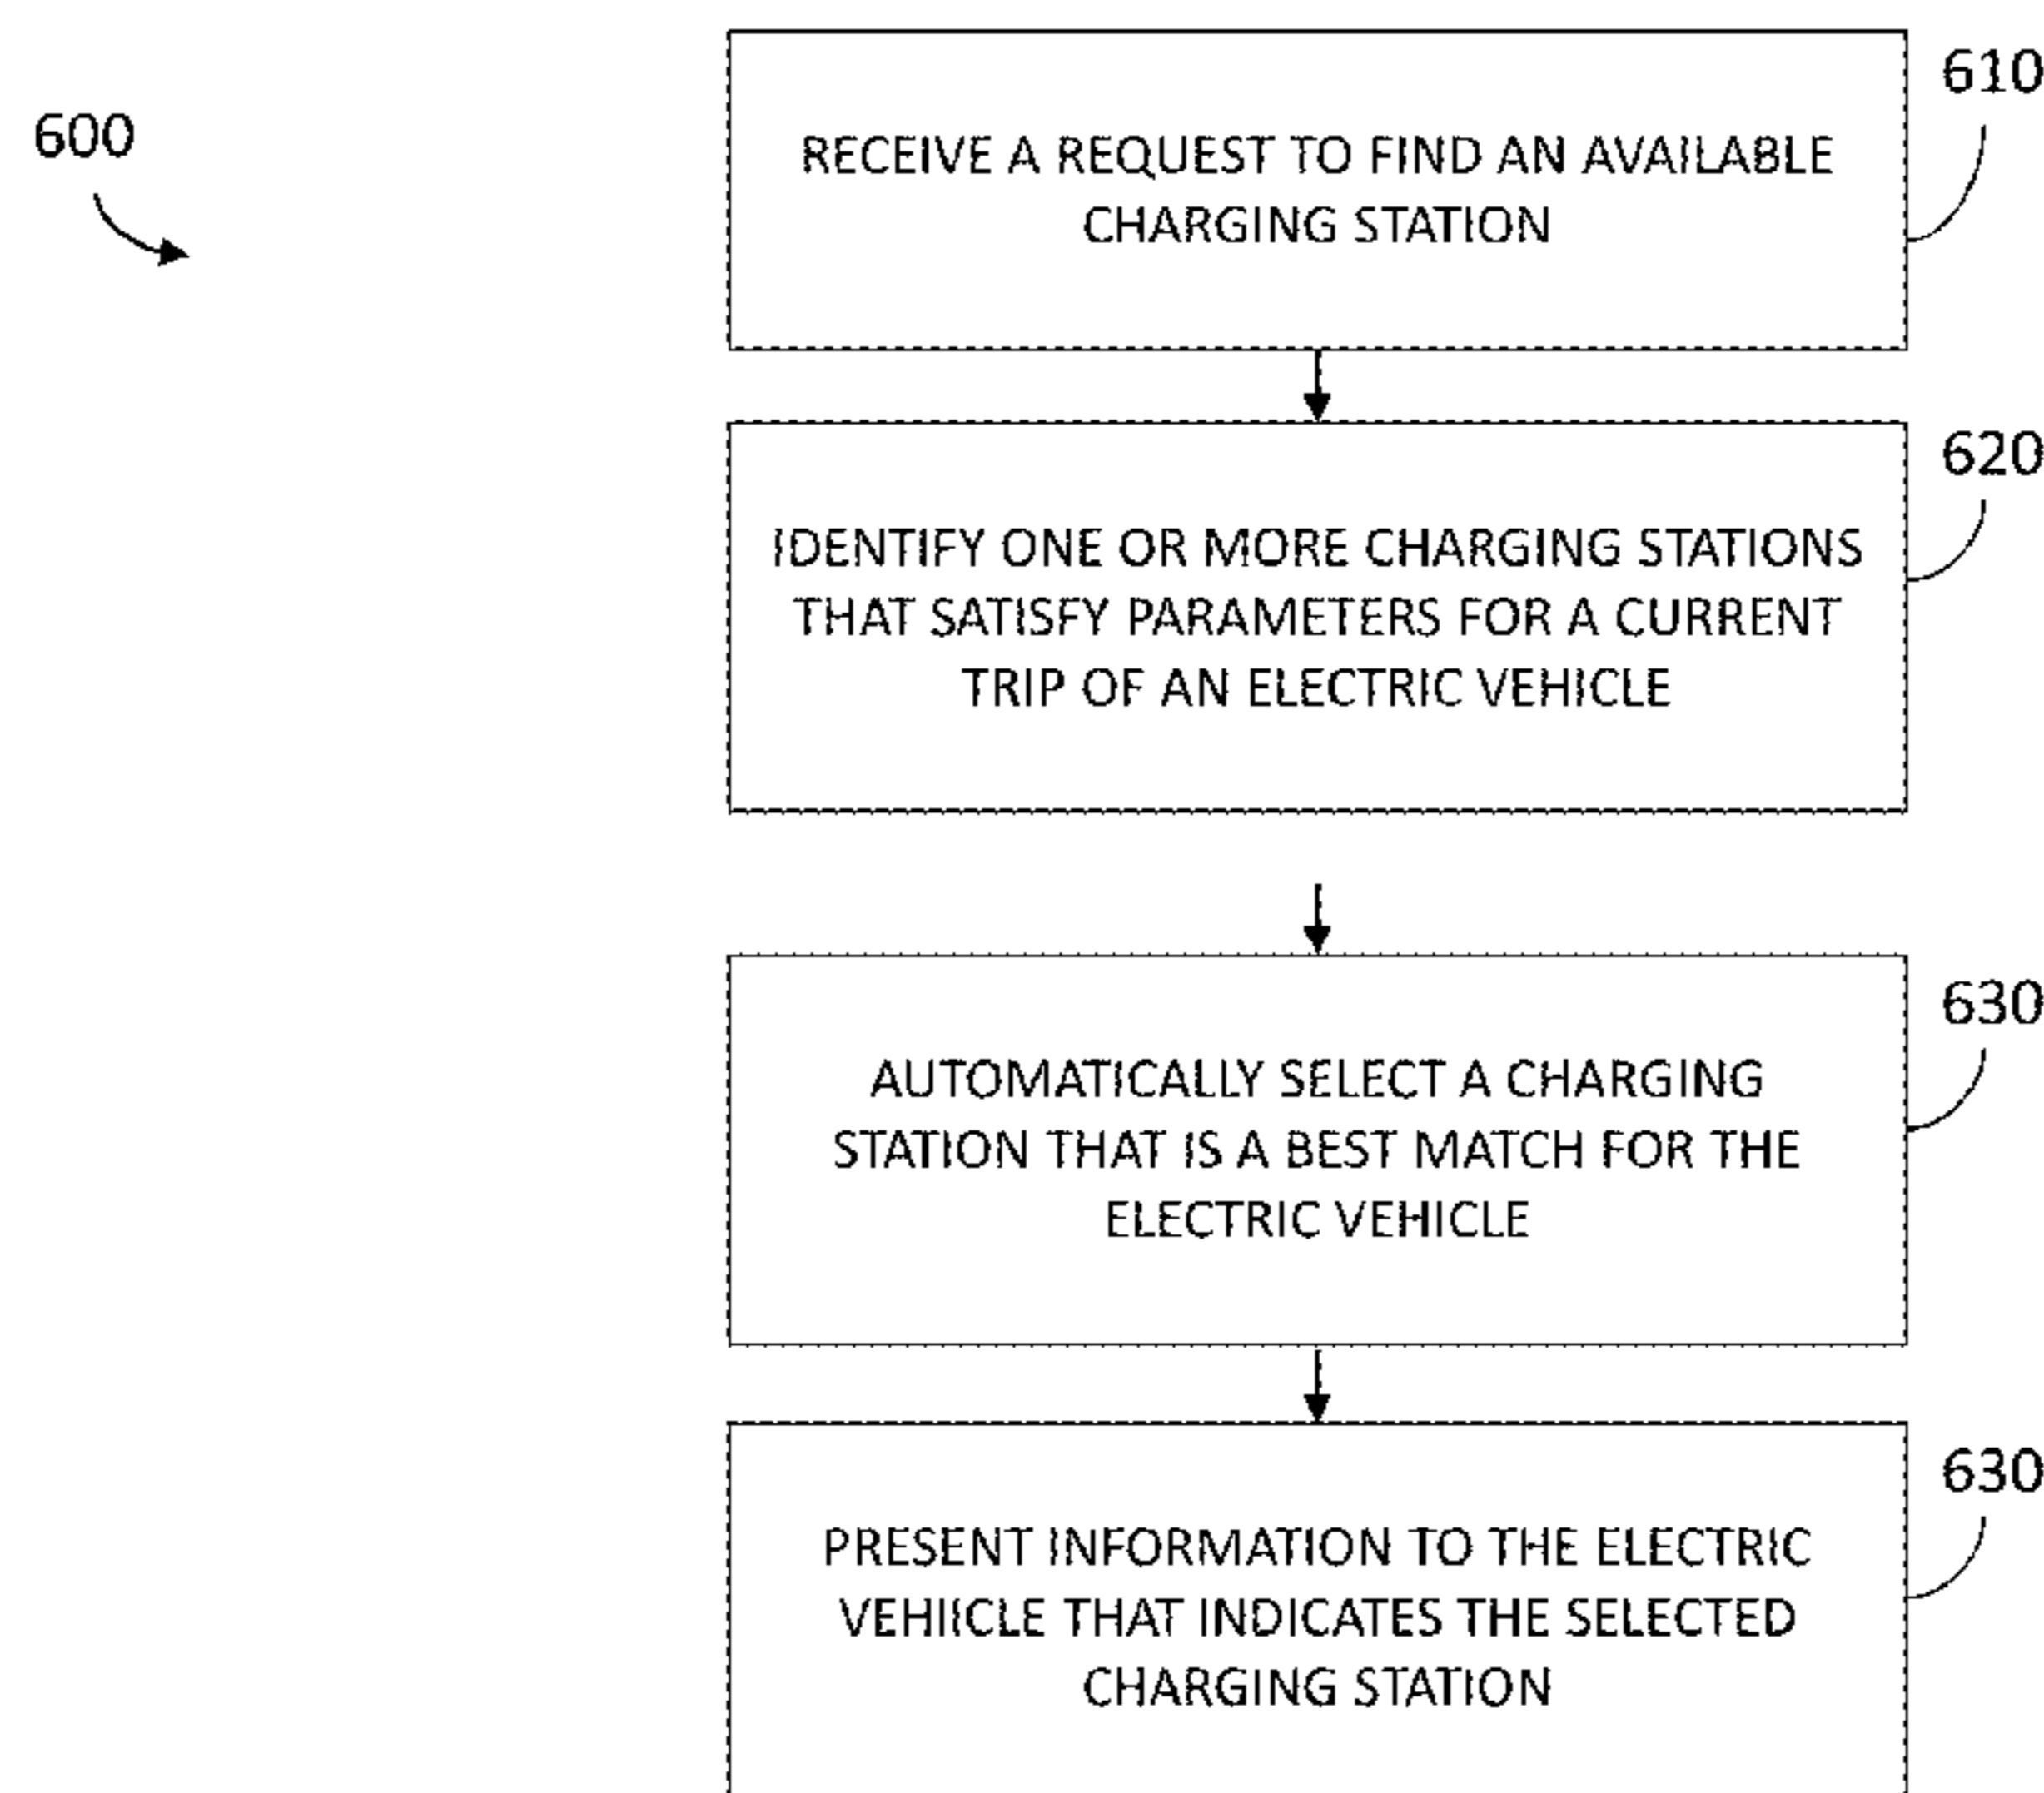 600
610
RECEIVE A REQUEST TO FIND AN AVAILABLE
CHARGING STATION
620
IDENTIFY ONE OR MORE CHARGING STATIONS
THAT SATISFY PARAMETERS FOR A CURRENT
TRIP OF AN ELECTRIC VEHICLE
630
AUTOMATICALLY SELECT A CHARGING
STATION THAT IS A BEST MATCH FOR THE
ELECTRIC VEHICLE
630
PRESENT INFORMATION TO THE ELECTRIC
VEHIICLE THAT INDICATES THE SELECTED
CHARGING STATION